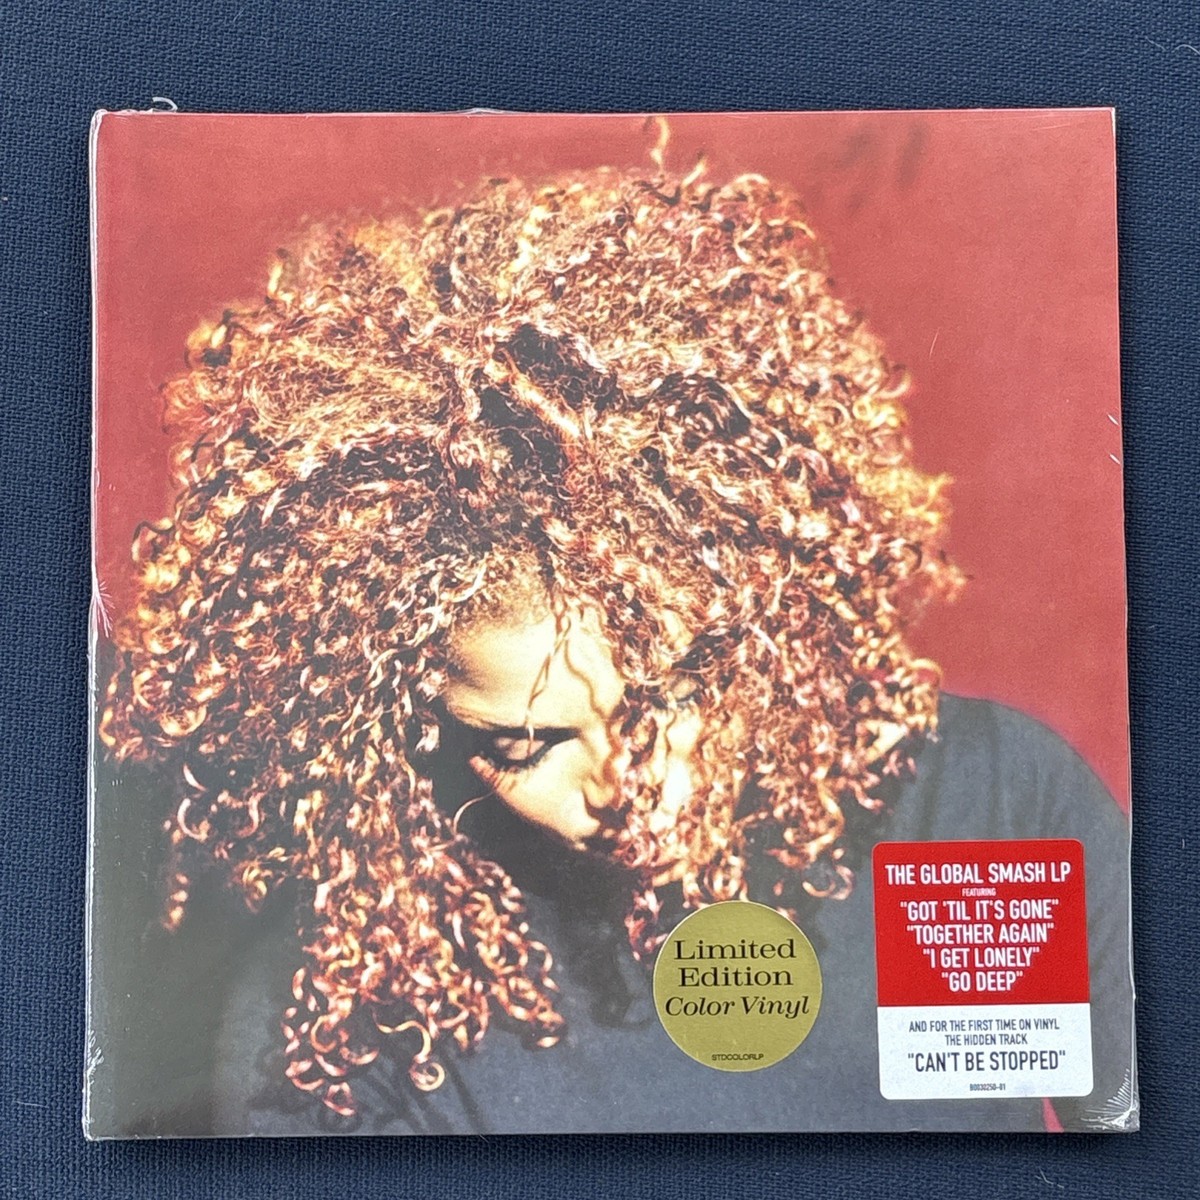 THE GLOBAL SMASH LP
FEATURING
"GOT 'TIL IT'S GONE"
"TOGETHER AGAIN"
"I GET LONELY"
"GO DEEP"
AND FOR THE FIRST TIME ON VINYL
THE HIDDEN TRACK
"CAN'T BE STOPPED"
B0030250-01
Limited
Edition
Color Vinyl
STDCOLORLP